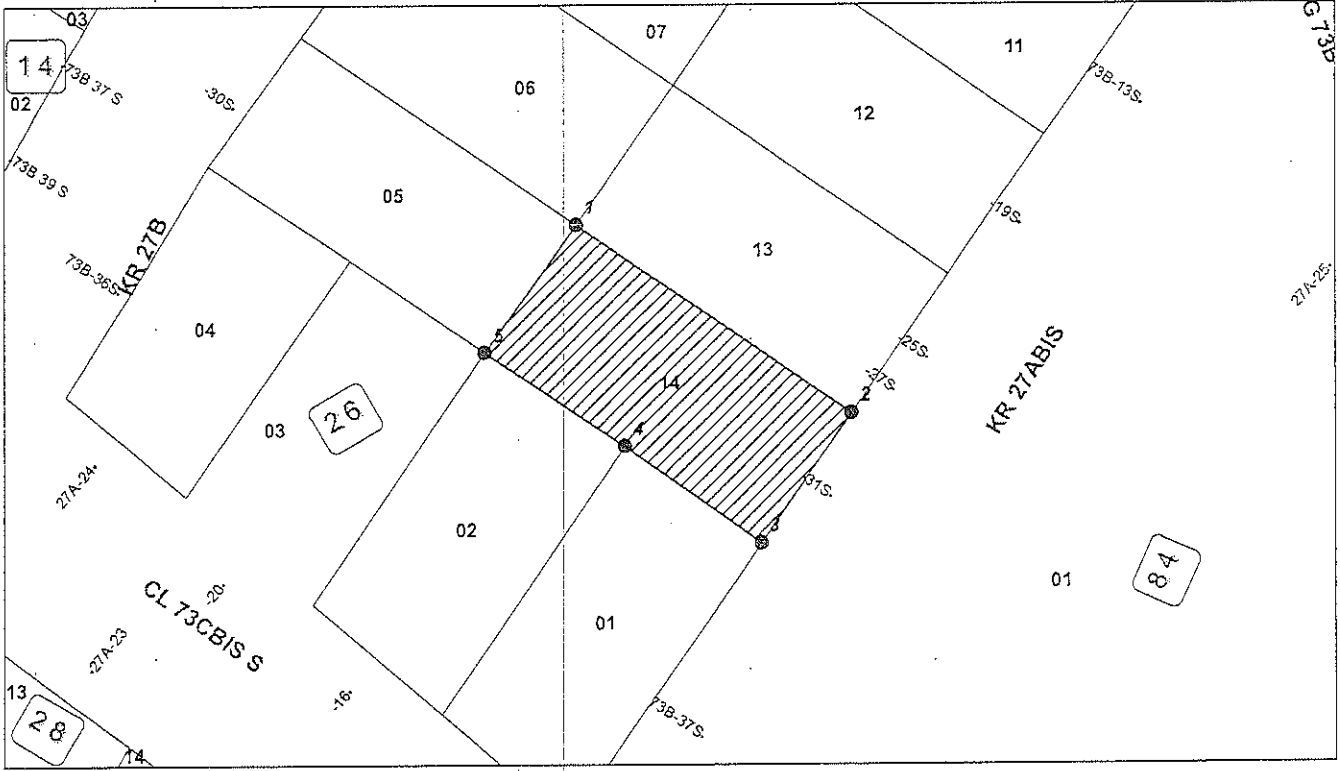 03
07
11
G 73B
14
-73B 37 S
73B-13S-
02
-30S-
06
12
-73B 39 S
05
1
-19S-
KR 27B
13
73B-36S-
27A-25-
04
5
-25S-
KR 27ABIS
-27S-
14
2
26
03
4
27A-24-
-31S-
02
3
01
84
CL 73CBIS S
-20-
01
-27A-23
13
-16-
73B-37S-
28
14